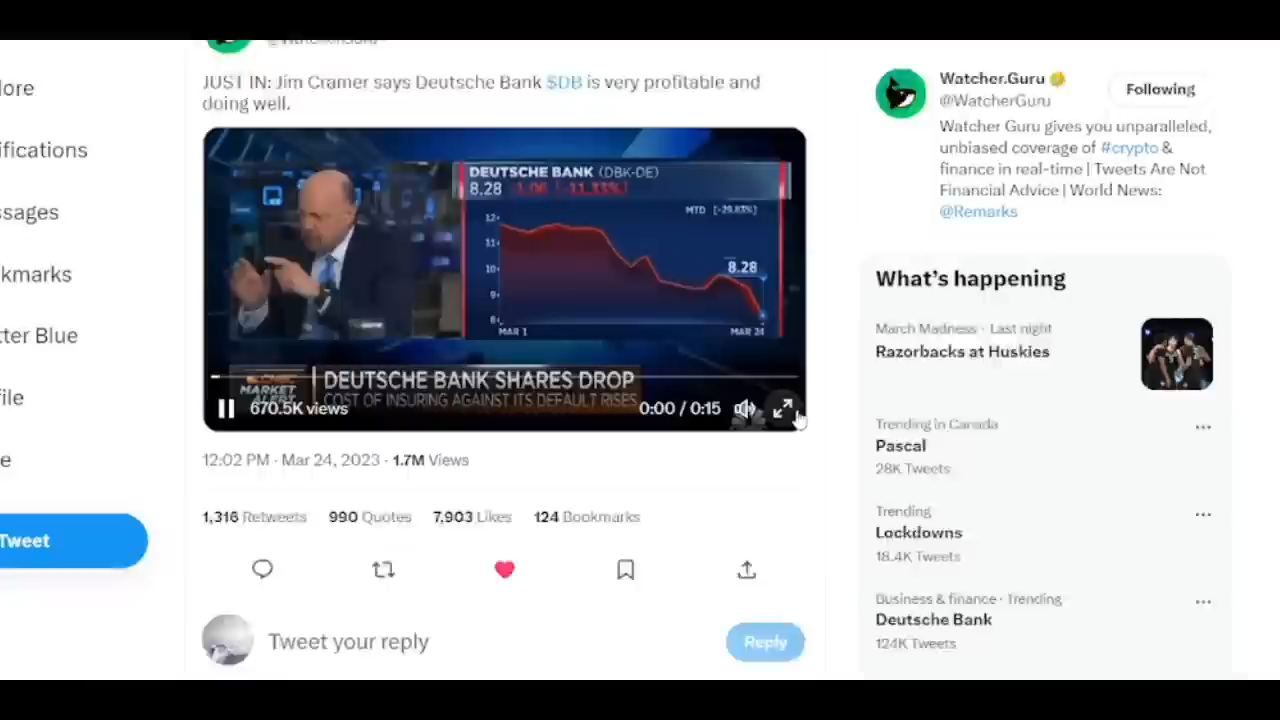 lore
ifications
ssages
kmarks
tter Blue
file
e
Tweet
JUST IN: Jim Cramer says Deutsche Bank $DB is very profitable and
doing well.
DEUTSCHE BANK (DBK-DE)
8.28 -1.06 [-11.33%]
MTD [-29.83%]
12
11
10
9
8
8.28
MAR 1
MAR 24
MARKET
ALERT
DEUTSCHE BANK SHARES DROP
COST OF INSURING AGAINST ITS DEFAULT RISES
670.5K views
0:00 / 0:15
12:02 PM · Mar 24, 2023 · 1.7M Views
1,316 Retweets 990 Quotes 7,903 Likes 124 Bookmarks
Tweet your reply
Reply
Watcher.Guru
@WatcherGuru
Following
Watcher Guru gives you unparalleled,
unbiased coverage of #crypto &
finance in real-time | Tweets Are Not
Financial Advice | World News:
@Remarks
What's happening
March Madness · Last night
Razorbacks at Huskies
Trending in Canada
Pascal
28K Tweets
Trending
Lockdowns
18.4K Tweets
Business & finance · Trending
Deutsche Bank
124K Tweets